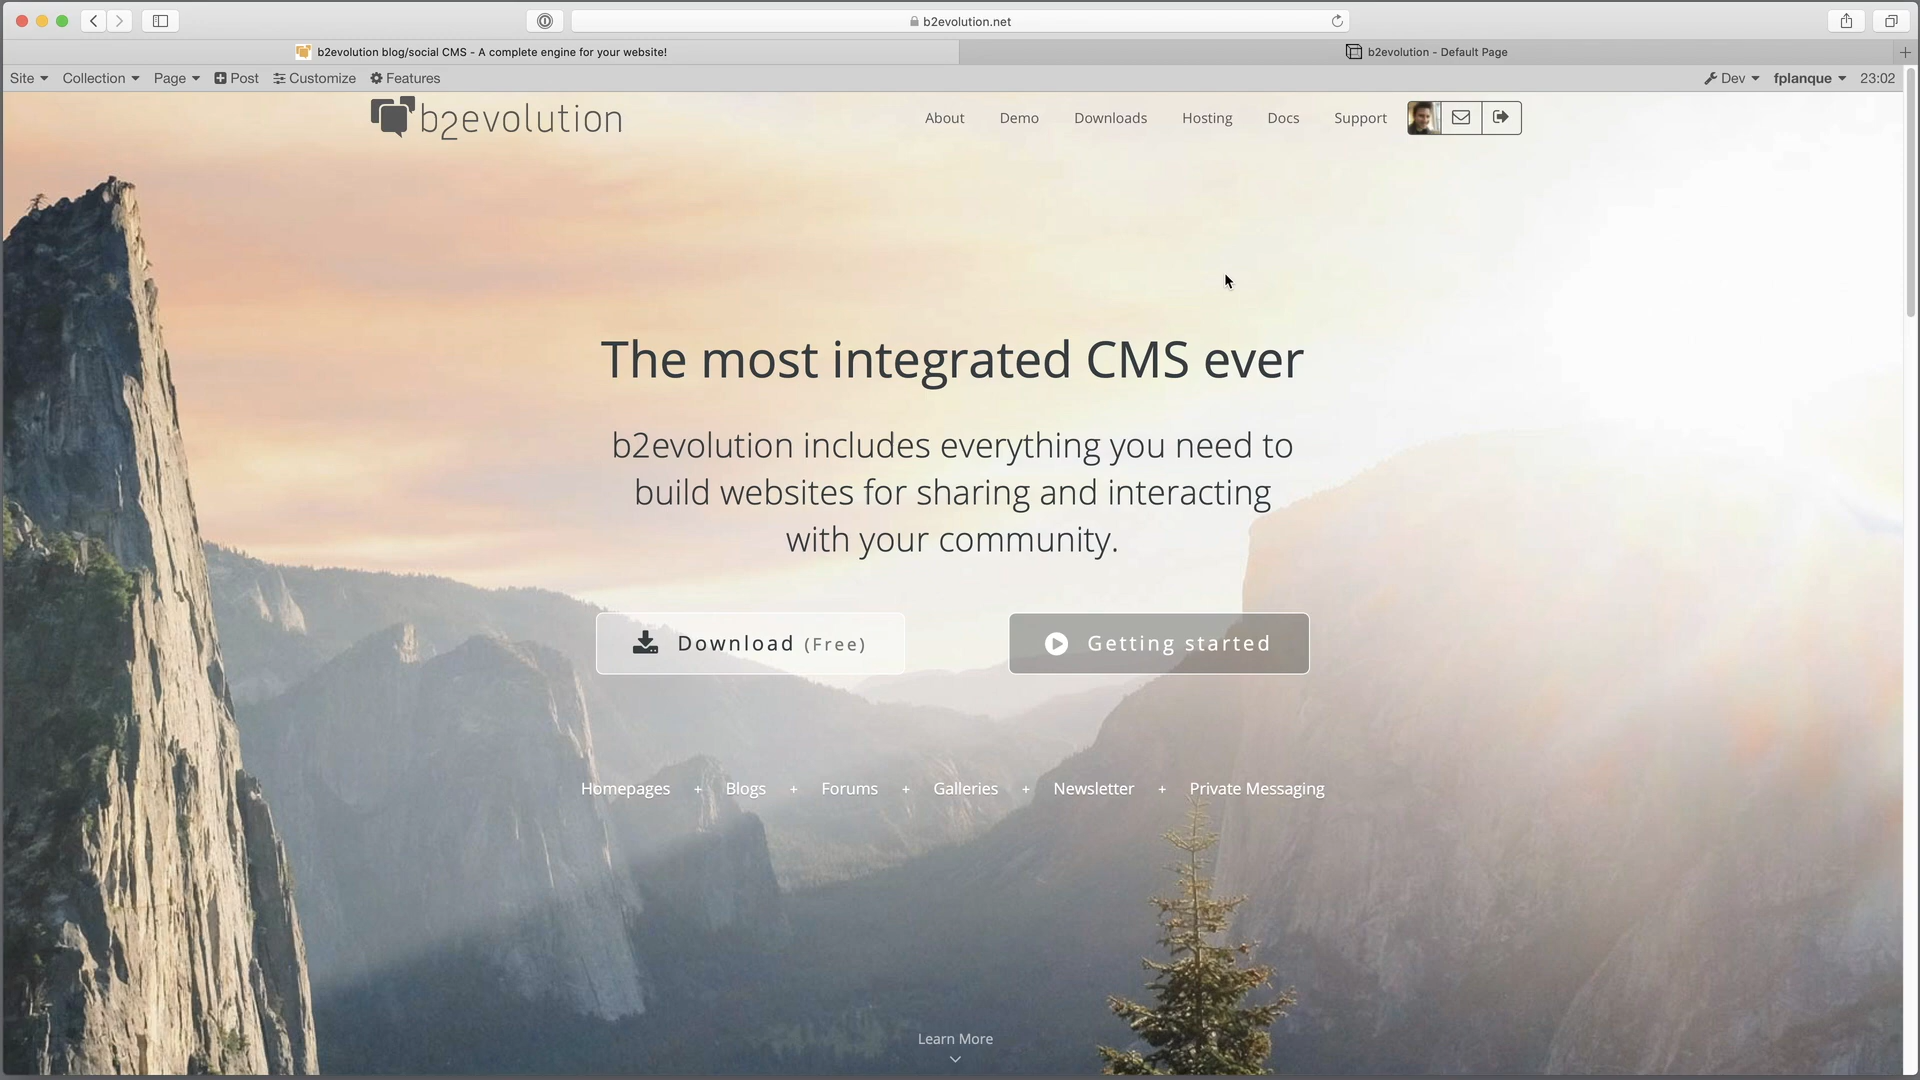 b2evolution.net
b2evolution blog/social CMS - A complete engine for your website!
b2evolution - Default Page
Site Collection Page Post Customize Features
Dev fplanque 23:02
b2evolution
About Demo Downloads Hosting Docs Support
The most integrated CMS ever
b2evolution includes everything you need to
build websites for sharing and interacting
with your community.
Download (Free)
Getting started
Homepages + Blogs + Forums + Galleries + Newsletter + Private Messaging
Learn More